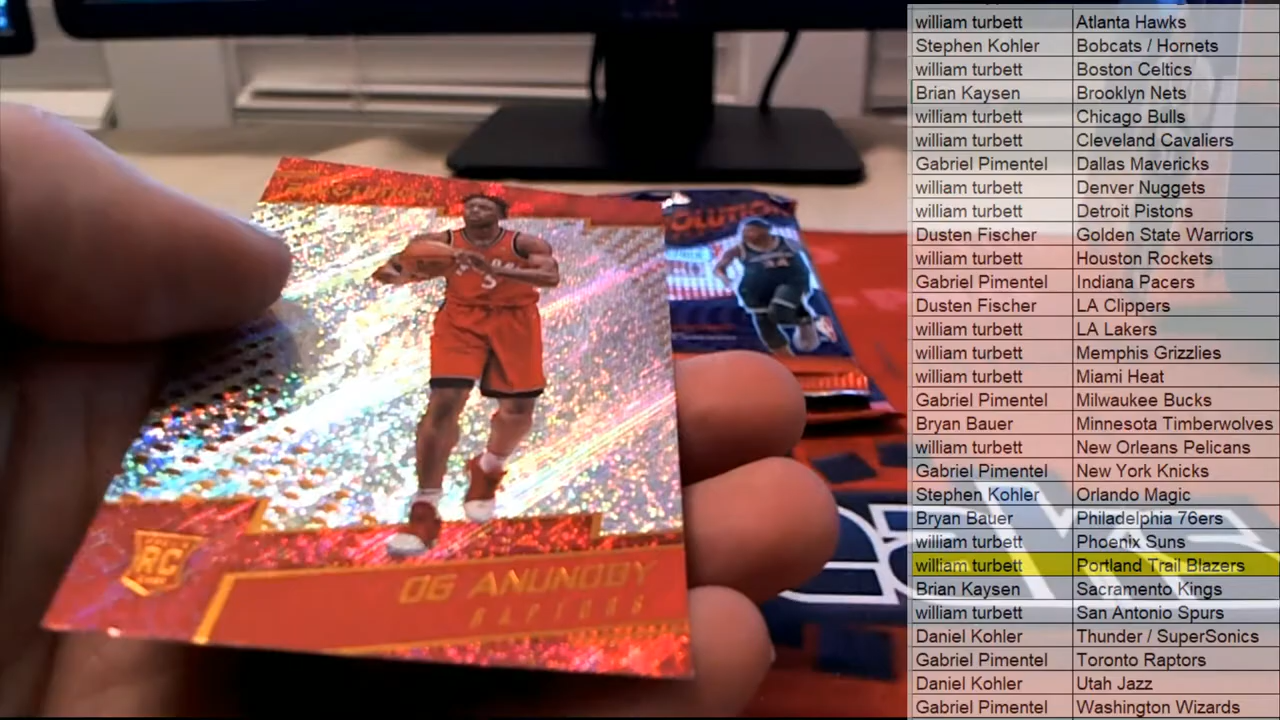 REVOLUTION
RC
OG ANUNOBY
RAPTORS
william turbett Atlanta Hawks
Stephen Kohler Bobcats / Hornets
william turbett Boston Celtics
Brian Kaysen Brooklyn Nets
william turbett Chicago Bulls
william turbett Cleveland Cavaliers
Gabriel Pimentel Dallas Mavericks
william turbett Denver Nuggets
william turbett Detroit Pistons
Dusten Fischer Golden State Warriors
william turbett Houston Rockets
Gabriel Pimentel Indiana Pacers
Dusten Fischer LA Clippers
william turbett LA Lakers
william turbett Memphis Grizzlies
william turbett Miami Heat
Gabriel Pimentel Milwaukee Bucks
Bryan Bauer Minnesota Timberwolves
william turbett New Orleans Pelicans
Gabriel Pimentel New York Knicks
Stephen Kohler Orlando Magic
Bryan Bauer Philadelphia 76ers
william turbett Phoenix Suns
william turbett Portland Trail Blazers
Brian Kaysen Sacramento Kings
william turbett San Antonio Spurs
Daniel Kohler Thunder / SuperSonics
Gabriel Pimentel Toronto Raptors
Daniel Kohler Utah Jazz
Gabriel Pimentel Washington Wizards